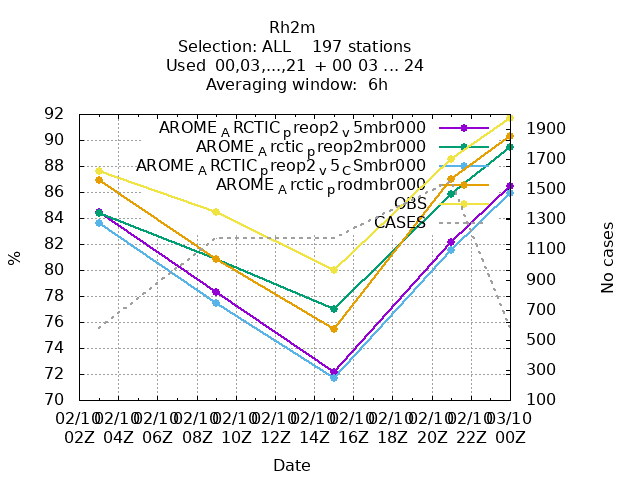 Rh2m
Selection: ALL 197 stations
Used 00,03,...,21 + 00 03 ... 24
Averaging window: 6h
92
90
88
86
84
82
80
78
76
74
72
70
%
AROME_ARCTIC_preop2_v5mbr000
AROME_Arctic_preop2mbr000
AROME_ARCTIC_preop2_v5_CSmbr000
AROME_Arctic_prodmbr000
OBS
CASES
1900
1700
1500
1300
1100
900
700
500
300
100
No cases
02/10 02/10 02/10 02/10 02/10 02/10 02/10 02/10 02/10 02/10 02/10 03/10
02Z 04Z 06Z 08Z 10Z 12Z 14Z 16Z 18Z 20Z 22Z 00Z
Date